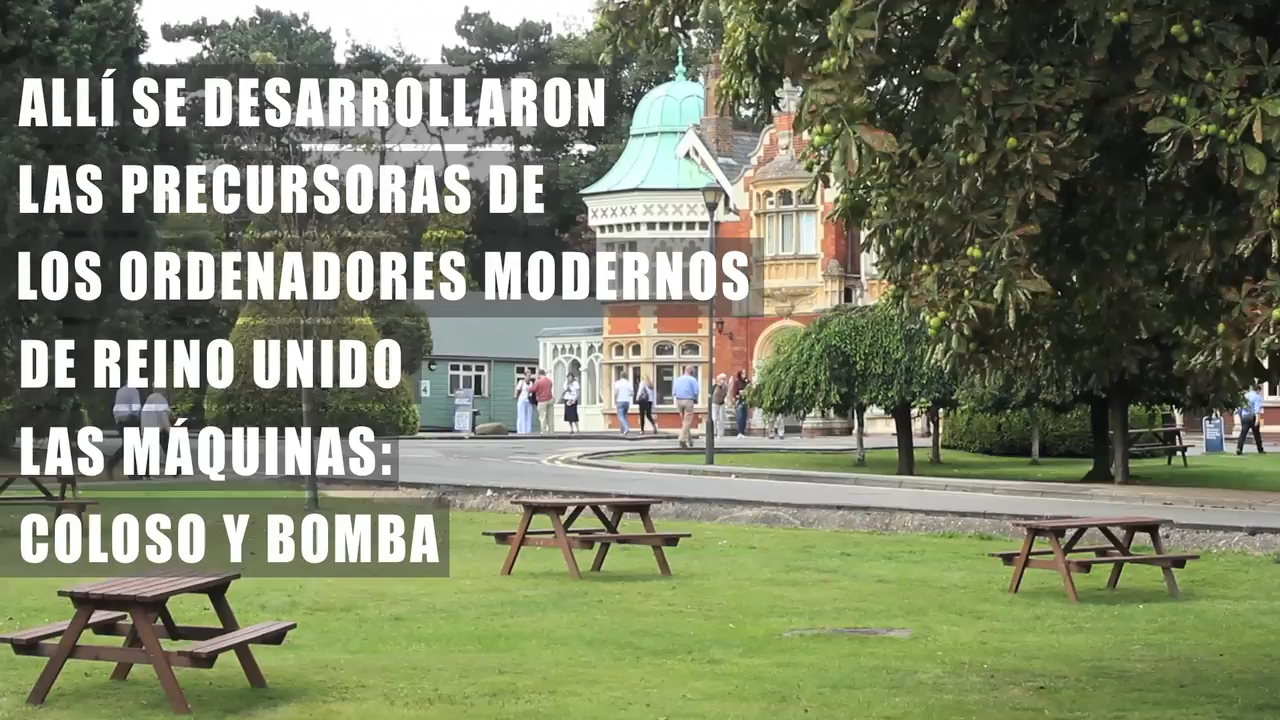 ALLÍ SE DESARROLLARON
LAS PRECURSORAS DE
LOS ORDENADORES MODERNOS
DE REINO UNIDO
LAS MÁQUINAS:
COLOSO Y BOMBA